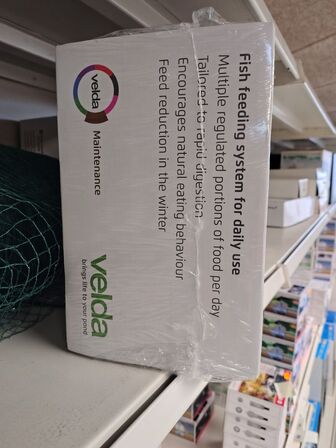 Fish feeding system for daily use
Multiple regulated portions of food per day
Tailored to rapid digestion
Encourages natural eating behaviour
Feed reduction in the winter
velda
Maintenance
velda
brings life to your pond